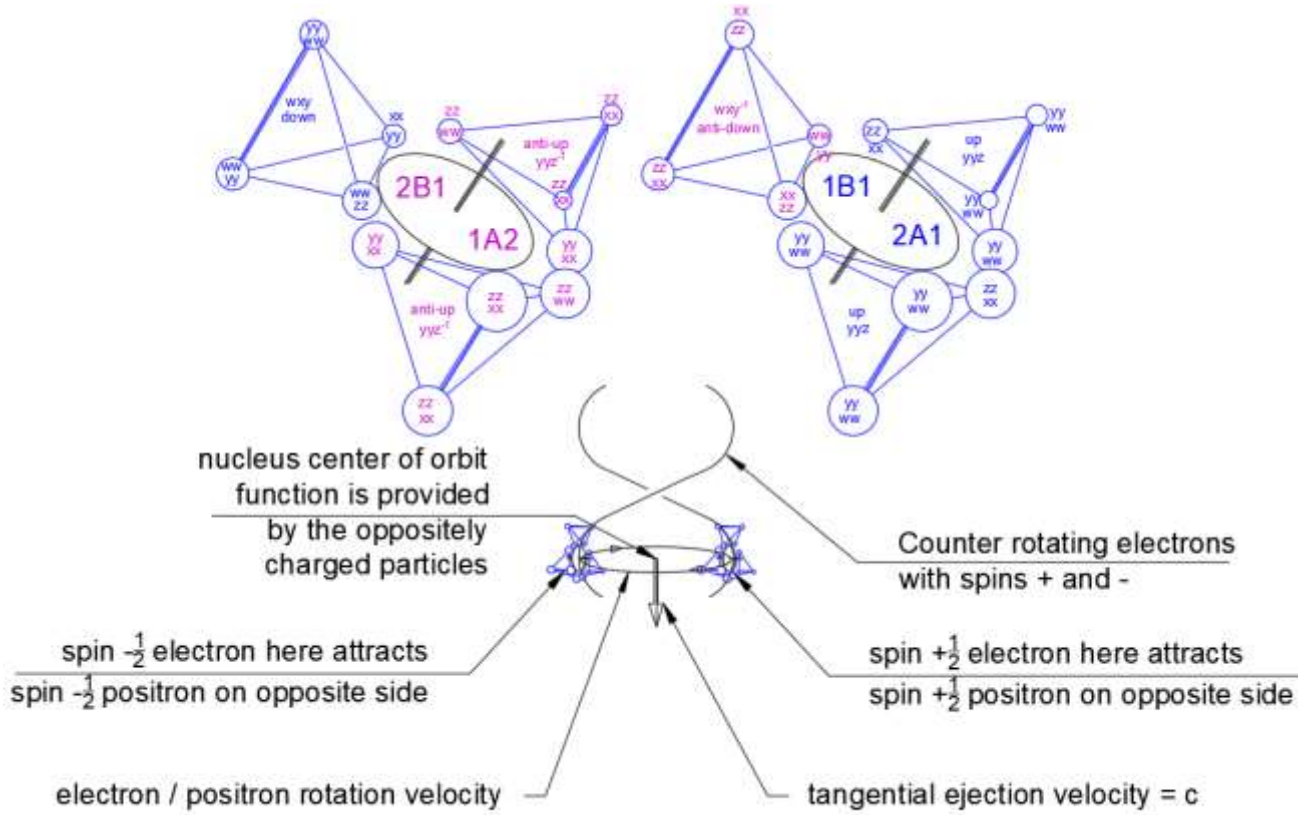 yy
ww
wxy
down
xx
yy
ww
yy
ww
zz
zz
ww
zz
xx
anti-up
yyz⁻¹
zz
xx
yy
xx
2B1
1A2
yy
xx
zz
xx
zz
ww
anti-up
yyz⁻¹
zz
xx
xx
zz
wxy⁻¹
anti-down
ww
yy
zz
xx
xx
zz
zz
xx
yy
ww
up
yyz
yy
ww
yy
ww
1B1
2A1
yy
ww
yy
ww
zz
xx
up
yyz
yy
ww
nucleus center of orbit
function is provided
by the oppositely
charged particles
Counter rotating electrons
with spins + and -
spin -½ electron here attracts
spin -½ positron on opposite side
spin +½ electron here attracts
spin +½ positron on opposite side
electron / positron rotation velocity
tangential ejection velocity = c